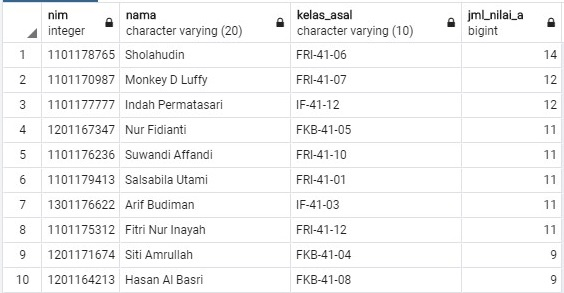 nim integer nama character varying (20) kelas_asal character varying (10) jml_nilai_a bigint
1 1101178765 Sholahudin FRI-41-06 14
2 1101170987 Monkey D Luffy FRI-41-07 12
3 1101177777 Indah Permatasari IF-41-12 12
4 1201167347 Nur Fidianti FKB-41-05 11
5 1101176236 Suwandi Affandi FRI-41-10 11
6 1101179413 Salsabila Utami FRI-41-01 11
7 1301176622 Arif Budiman IF-41-03 11
8 1101175312 Fitri Nur Inayah FRI-41-12 11
9 1201171674 Siti Amrullah FKB-41-04 9
10 1201164213 Hasan Al Basri FKB-41-08 9